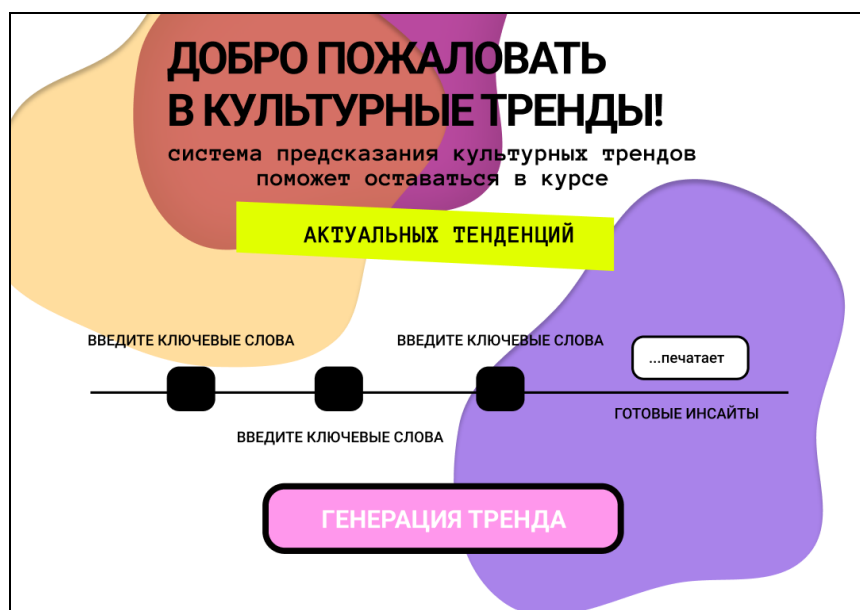 ДОБРО ПОЖАЛОВАТЬ
В КУЛЬТУРНЫЕ ТРЕНДЫ!
система предсказания культурных трендов
поможет оставаться в курсе
АКТУАЛЬНЫХ ТЕНДЕНЦИЙ
ВВЕДИТЕ КЛЮЧЕВЫЕ СЛОВА
ВВЕДИТЕ КЛЮЧЕВЫЕ СЛОВА
...печатает
ГОТОВЫЕ ИНСАЙТЫ
ВВЕДИТЕ КЛЮЧЕВЫЕ СЛОВА
ГЕНЕРАЦИЯ ТРЕНДА